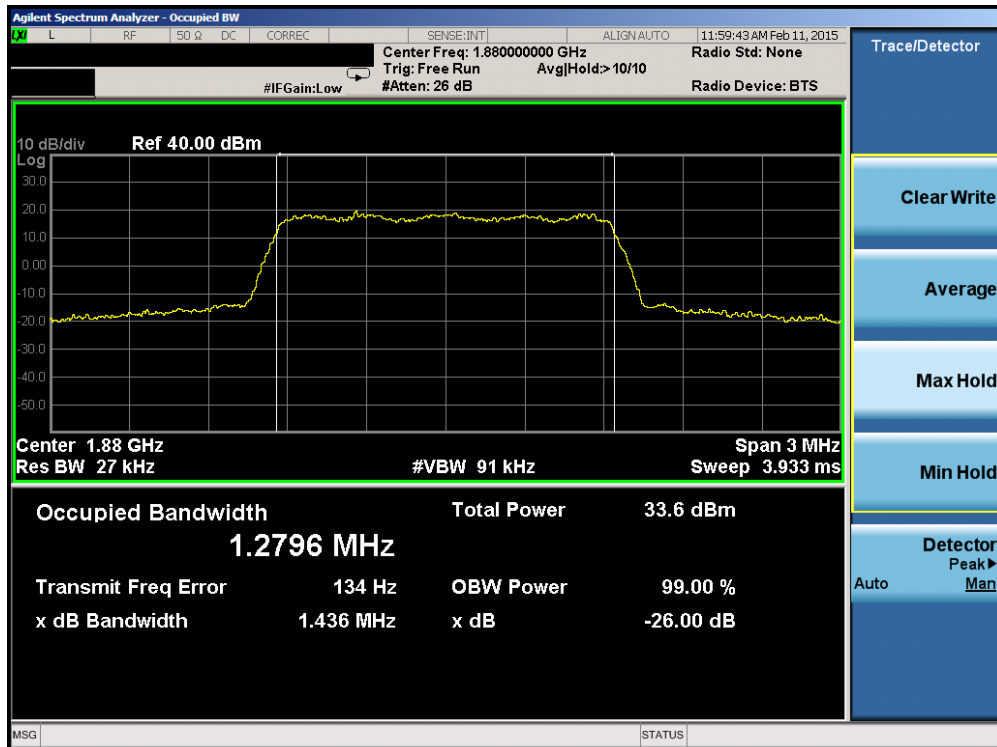 Agilent Spectrum Analyzer - Occupied BW
LXI L RF 50 Ω DC CORREC SENSE:INT ALIGN AUTO 11:59:43 AM Feb 11, 2015
Center Freq: 1.880000000 GHz Radio Std: None
Trig: Free Run Avg|Hold:>10/10
#IFGain:Low #Atten: 26 dB Radio Device: BTS
10 dB/div Ref 40.00 dBm
Log
30.0
20.0
10.0
0.00
-10.0
-20.0
-30.0
-40.0
-50.0
Center 1.88 GHz Span 3 MHz
Res BW 27 kHz #VBW 91 kHz Sweep 3.933 ms
Occupied Bandwidth Total Power 33.6 dBm
1.2796 MHz
Transmit Freq Error 134 Hz OBW Power 99.00 %
x dB Bandwidth 1.436 MHz x dB -26.00 dB
Trace/Detector
Clear Write
Average
Max Hold
Min Hold
Detector
Peak▶
Auto Man
MSG STATUS